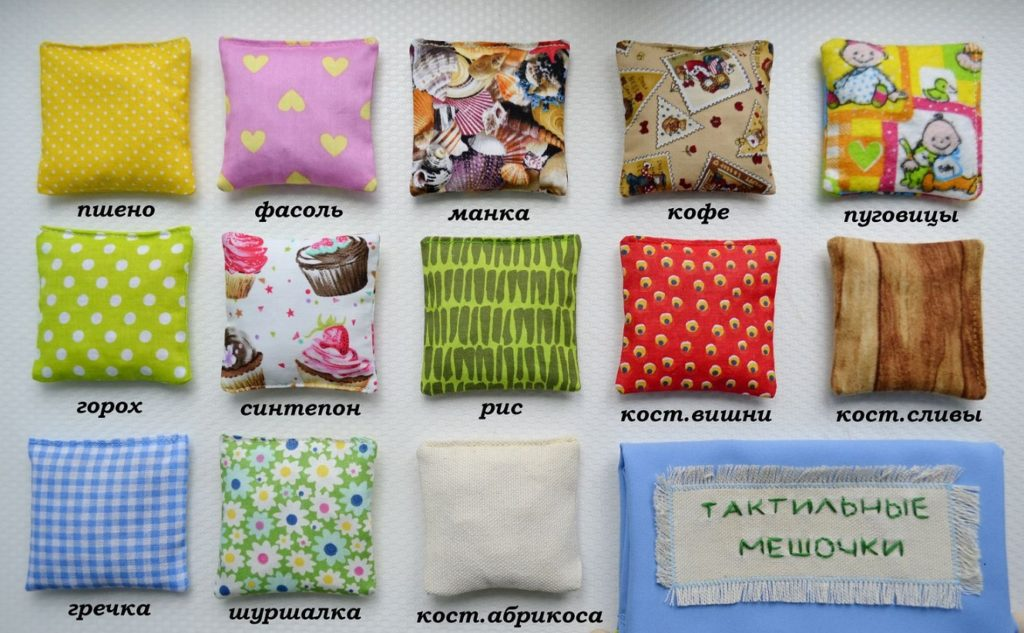 пшено
фасоль
манка
кофе
пуговицы
горох
синтепон
рис
кост.вишни
кост.сливы
гречка
шуршалка
кост.абрикоса
ТАКТИЛЬНЫЕ
МЕШОЧКИ